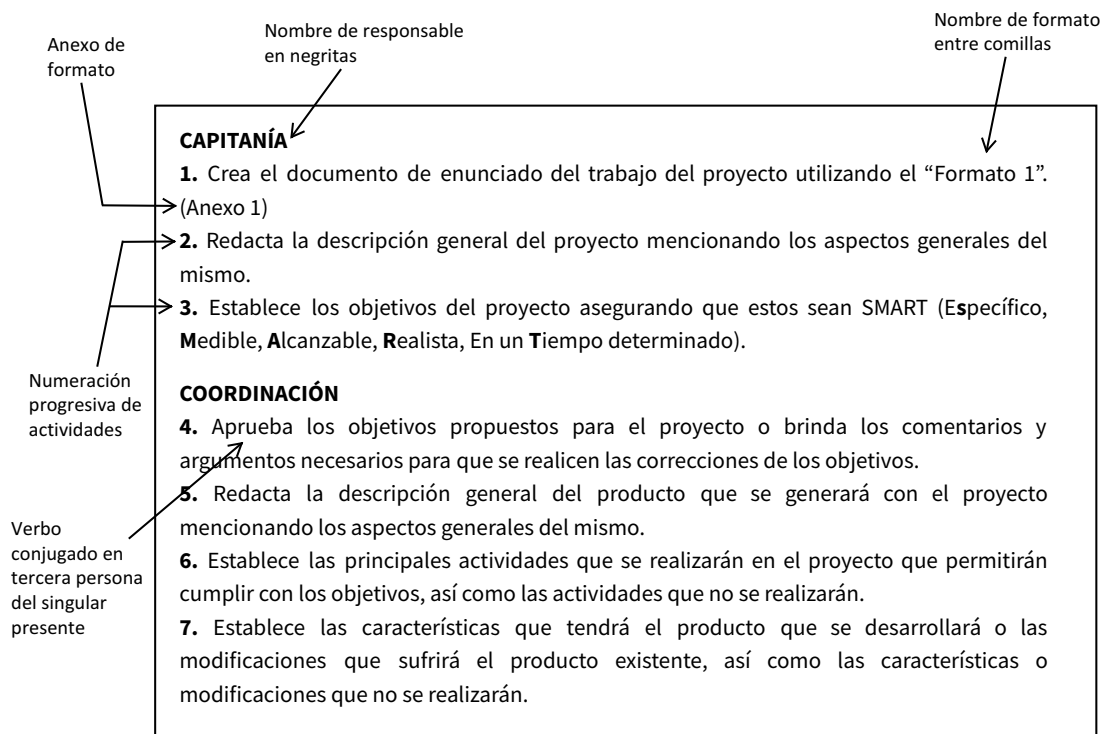 Nombre de formato
entre comillas
Nombre de responsable
en negritas
Anexo de
formato
CAPITANÍA
1. Crea el documento de enunciado del trabajo del proyecto utilizando el “Formato 1”.
(Anexo 1)
2. Redacta la descripción general del proyecto mencionando los aspectos generales del
mismo.
3. Establece los objetivos del proyecto asegurando que estos sean SMART (Específico,
Medible, Alcanzable, Realista, En un Tiempo determinado).
Numeración
progresiva de
actividades
COORDINACIÓN
4. Aprueba los objetivos propuestos para el proyecto o brinda los comentarios y
argumentos necesarios para que se realicen las correcciones de los objetivos.
5. Redacta la descripción general del producto que se generará con el proyecto
mencionando los aspectos generales del mismo.
Verbo
conjugado en
tercera persona
del singular
presente
6. Establece las principales actividades que se realizarán en el proyecto que permitirán
cumplir con los objetivos, así como las actividades que no se realizarán.
7. Establece las características que tendrá el producto que se desarrollará o las
modificaciones que sufrirá el producto existente, así como las características o
modificaciones que no se realizarán.